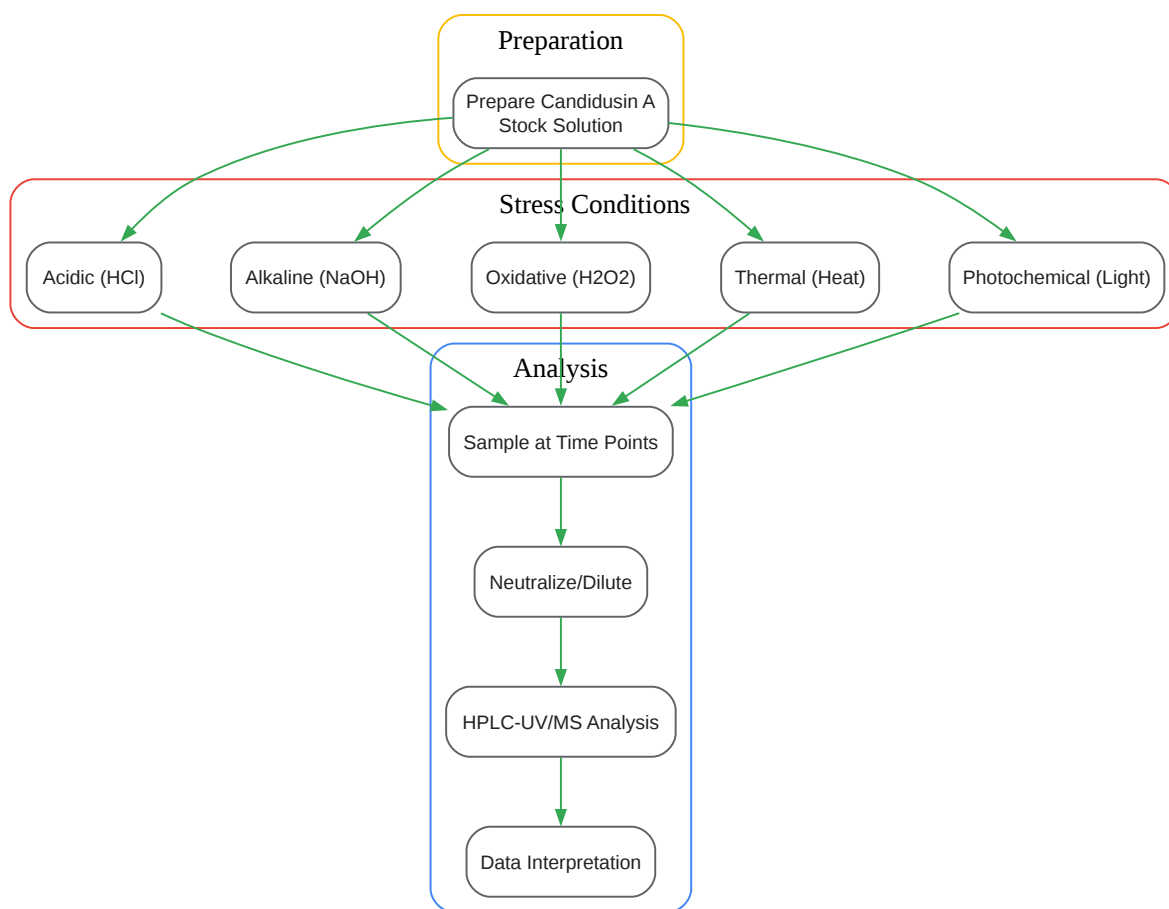 Preparation
Prepare Candidusin A
Stock Solution
Stress Conditions
Acidic (HCl)
Alkaline (NaOH)
Oxidative (H2O2)
Thermal (Heat)
Photochemical (Light)
Analysis
Sample at Time Points
Neutralize/Dilute
HPLC-UV/MS Analysis
Data Interpretation